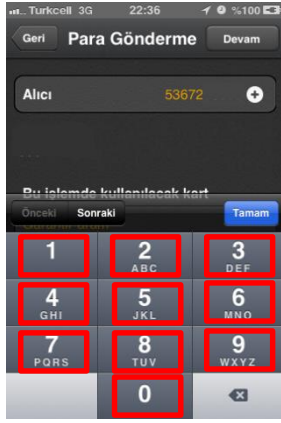 Turkcell 3G 22:36 %100
Geri Para Gönderme Devam
Alıcı 53672
...
Bu işlemde kullanılacak kart
Önceki Sonraki Tamam
1 2 3
ABC DEF
4 5 6
GHI JKL MNO
7 8 9
PQRS TUV WXYZ
0